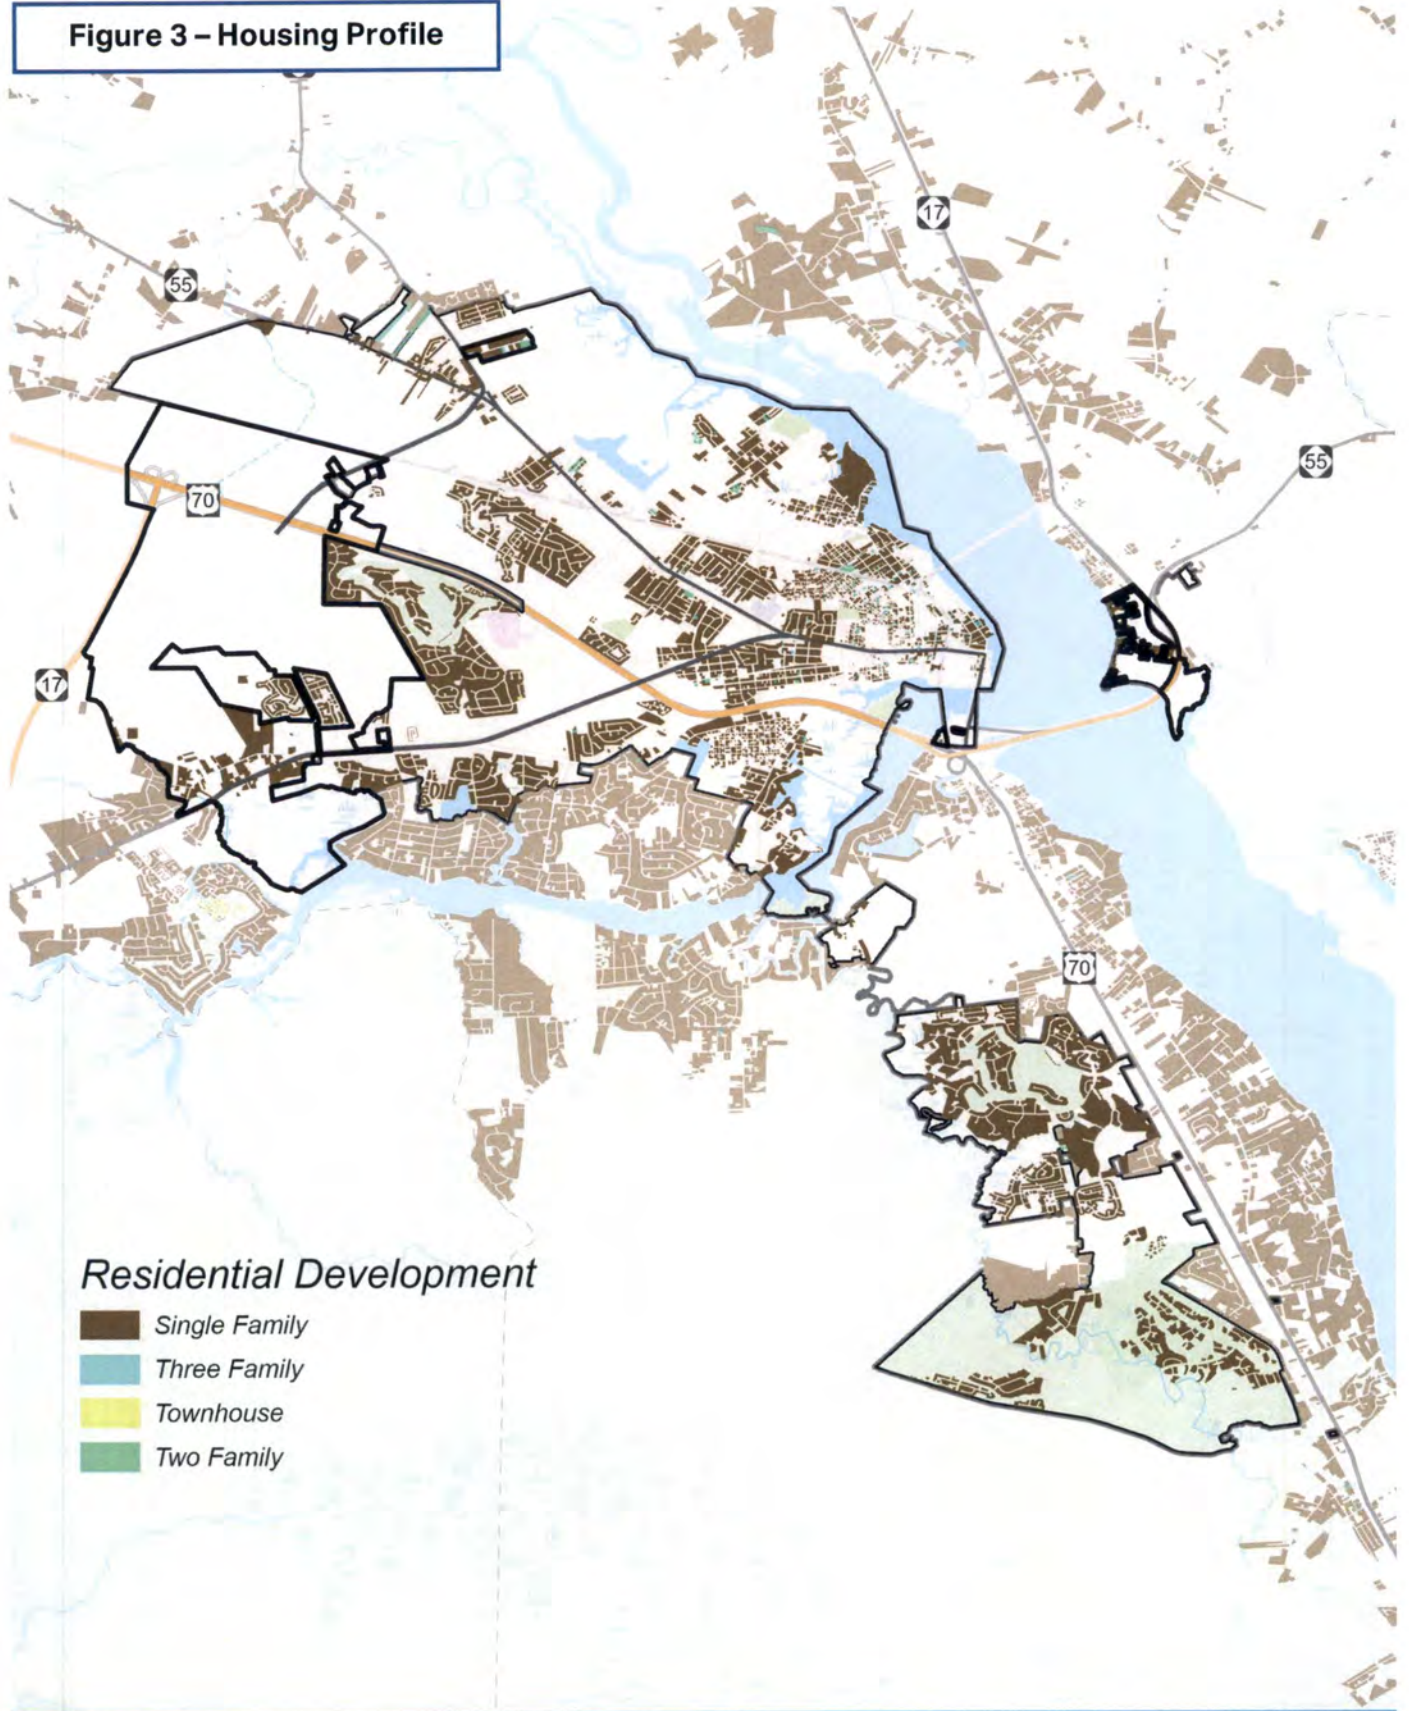 Figure 3 – Housing Profile
17
55
55
70
17
70
Residential Development
Single Family
Three Family
Townhouse
Two Family